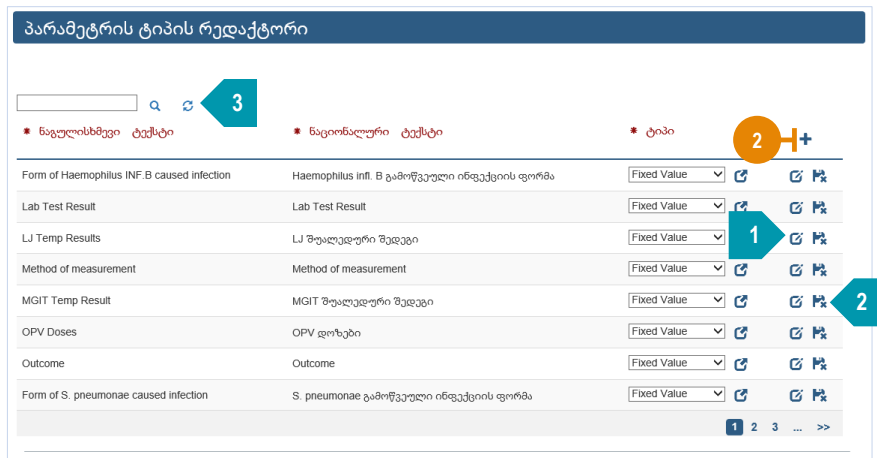 პარამეტრის ტიპის რედაქტორი
3
* ნაგულისხმევი ტექსტი * ნაციონალური ტექსტი * ტიპი 2 +
Form of Haemophilus INF.B caused infection Haemophilus infl. B გამოწვეული ინფექციის ფორმა Fixed Value
Lab Test Result Lab Test Result Fixed Value
LJ Temp Results LJ შუალედური შედეგი Fixed Value 1
Method of measurement Method of measurement Fixed Value
MGIT Temp Result MGIT შუალედური შედეგი Fixed Value 2
OPV Doses OPV დოზები Fixed Value
Outcome Outcome Fixed Value
Form of S. pneumonae caused infection S. pneumonae გამოწვეული ინფექციის ფორმა Fixed Value
1 2 3 ... >>